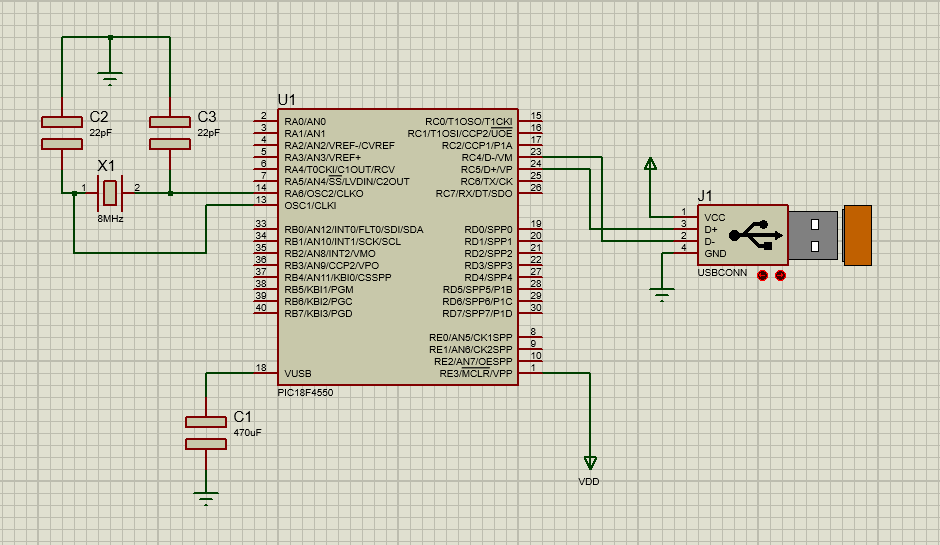 C2
22pF
C3
22pF
X1
1
2
8MHz
U1
2 RA0/AN0
3 RA1/AN1
4 RA2/AN2/VREF-/CVREF
5 RA3/AN3/VREF+
6 RA4/T0CKI/C1OUT/RCV
7 RA5/AN4/SS/LVDIN/C2OUT
14 RA6/OSC2/CLKO
13 OSC1/CLKI
33 RB0/AN12/INT0/FLT0/SDI/SDA
34 RB1/AN10/INT1/SCK/SCL
35 RB2/AN8/INT2/VMO
36 RB3/AN9/CCP2/VPO
37 RB4/AN11/KBI0/CSSPP
38 RB5/KBI1/PGM
39 RB6/KBI2/PGC
40 RB7/KBI3/PGD
18 VUSB
RC0/T1OSO/T1CKI 15
RC1/T1OSI/CCP2/UOE 16
RC2/CCP1/P1A 17
RC4/D-/VM 23
RC5/D+/VP 24
RC6/TX/CK 25
RC7/RX/DT/SDO 26
RD0/SPP0 19
RD1/SPP1 20
RD2/SPP2 21
RD3/SPP3 22
RD4/SPP4 27
RD5/SPP5/P1B 28
RD6/SPP6/P1C 29
RD7/SPP7/P1D 30
RE0/AN5/CK1SPP 8
RE1/AN6/CK2SPP 9
RE2/AN7/OESPP 10
RE3/MCLR/VPP 1
PIC18F4550
C1
470uF
VDD
J1
1 VCC
3 D+
2 D-
4 GND
USBCONN